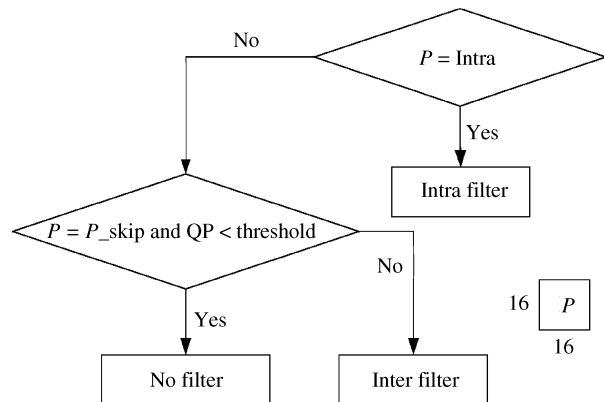 No
P = Intra
Yes
Intra filter
P = P_skip and QP < threshold
No
16
P
16
Yes
No filter
Inter filter